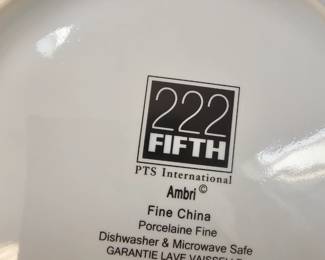 222
FIFTH
PTS International
Ambri©
Fine China
Porcelaine Fine
Dishwasher & Microwave Safe
GARANTIE LAVE VAISSELLE